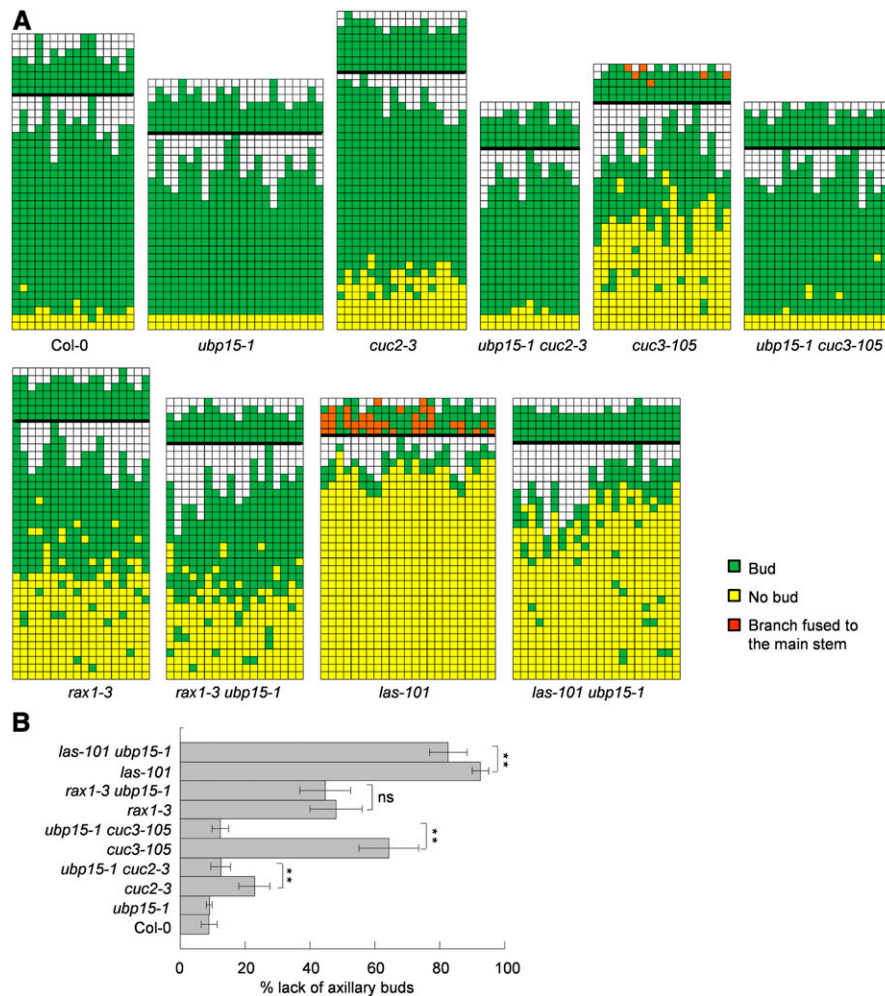 A
Col-0
ubp15-1
cuc2-3
ubp15-1 cuc2-3
cuc3-105
ubp15-1 cuc3-105
rax1-3
rax1-3 ubp15-1
las-101
las-101 ubp15-1
Bud
No bud
Branch fused to
the main stem
B
las-101 ubp15-1
**
las-101
rax1-3 ubp15-1
ns
rax1-3
ubp15-1 cuc3-105
**
cuc3-105
ubp15-1 cuc2-3
**
cuc2-3
ubp15-1
Col-0
0 20 40 60 80 100
% lack of axillary buds